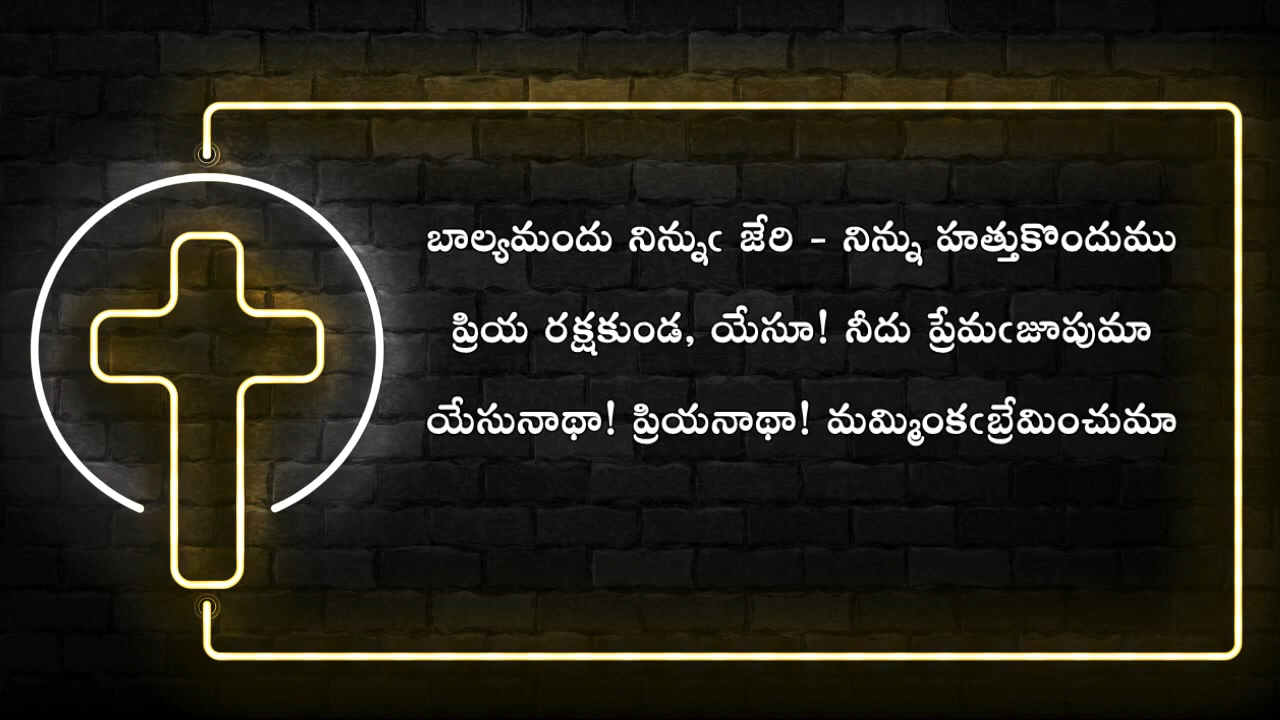 బాల్యమందు నిన్నుఁ జేరి - నిన్ను హత్తుకొందుము
ప్రియ రక్షకుండ, యేసూ! నీదు ప్రేమఁజూపుమా
యేసునాథా! ప్రియనాథా! మమ్మింకఁబ్రేమించుమా